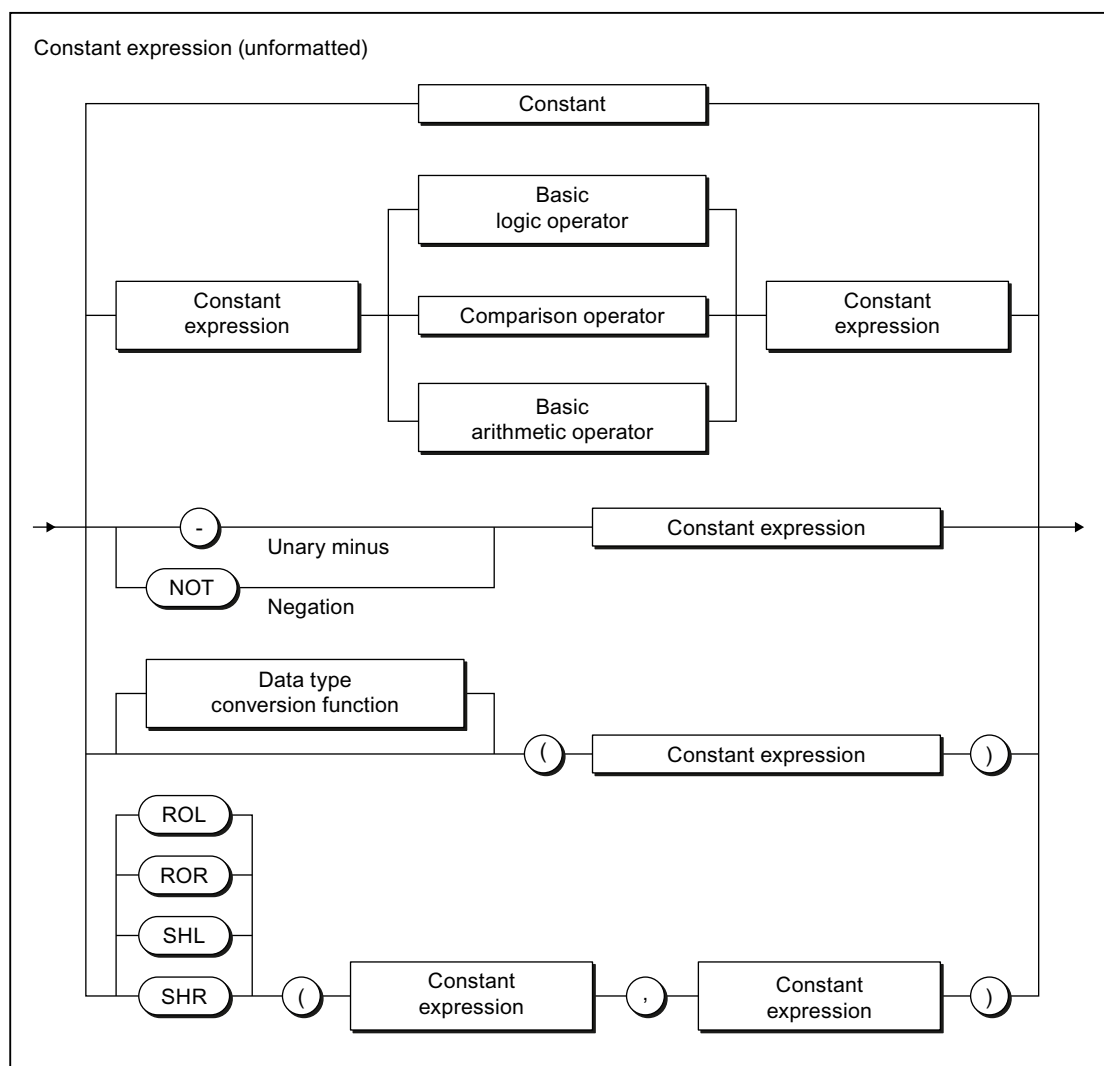 Constant expression (unformatted)
Constant
Basic
logic operator
Constant
expression
Comparison operator
Constant
expression
Basic
arithmetic operator
-
Unary minus
Constant expression
NOT
Negation
Data type
conversion function
(
Constant expression
)
ROL
ROR
SHL
SHR
(
Constant
expression
,
Constant
expression
)